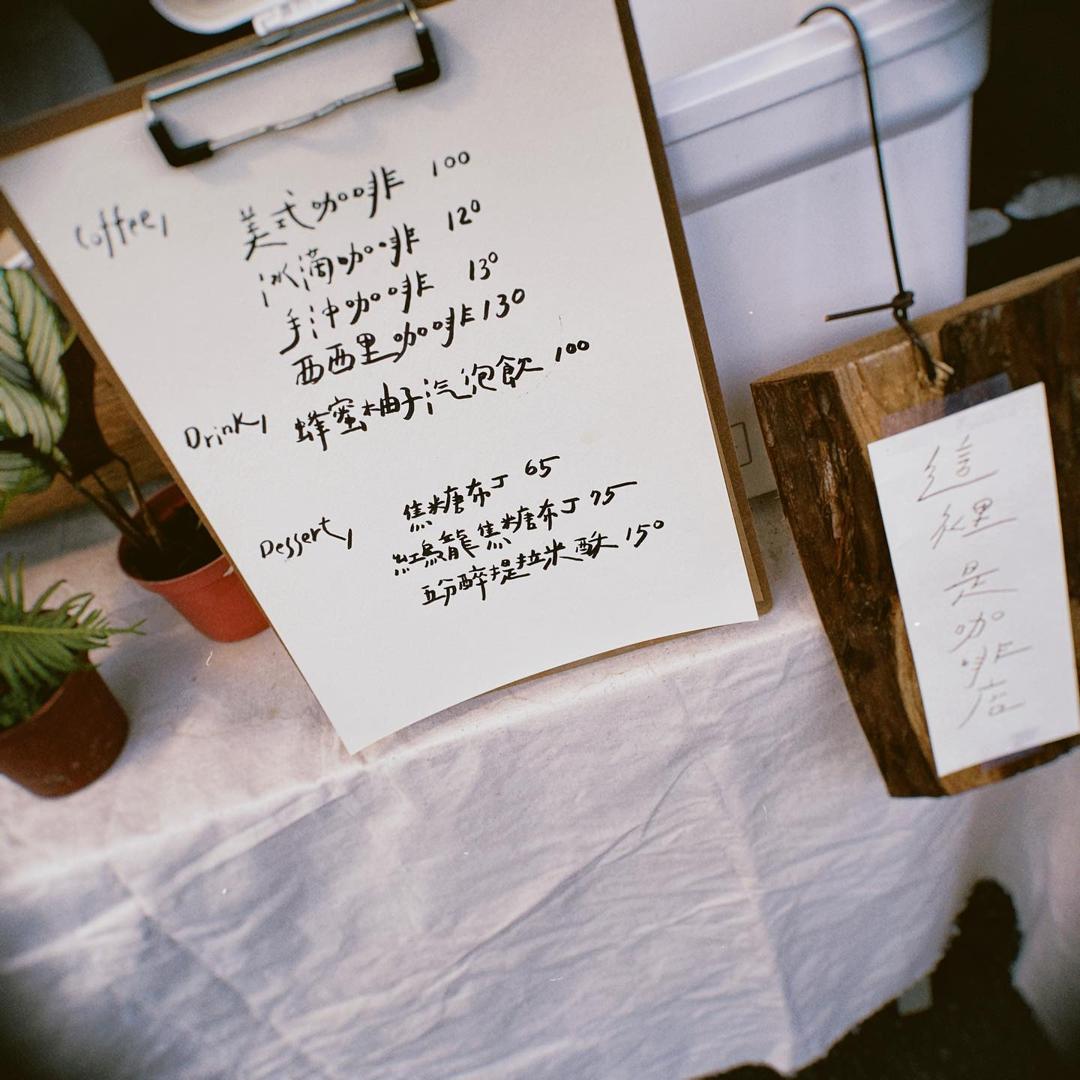 Coffee,
美式咖啡 100
冰滴咖啡 120
手沖咖啡 130
西西里咖啡 130
Drink,
蜂蜜柚子汽泡飲 100
Dessert,
焦糖布丁 65
紅烏龍焦糖布丁 75
五分醉提拉米酥 150
這裡是咖啡店